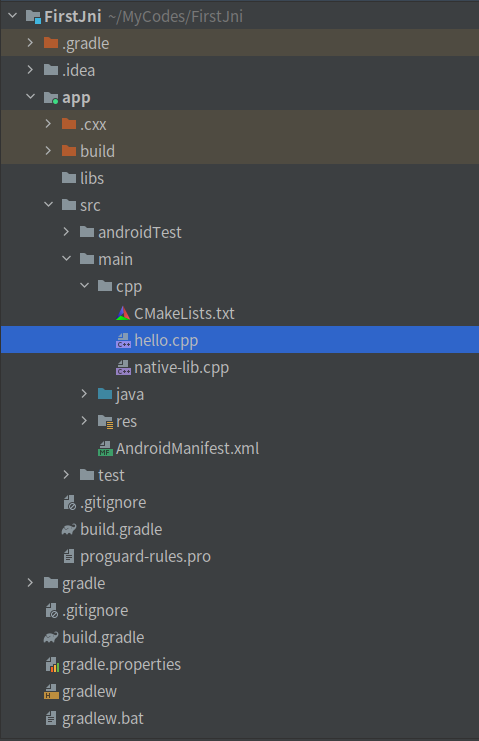 FirstJni ~/MyCodes/FirstJni
.gradle
.idea
app
.cxx
build
libs
src
androidTest
main
cpp
CMakeLists.txt
hello.cpp
native-lib.cpp
java
res
AndroidManifest.xml
test
.gitignore
build.gradle
proguard-rules.pro
gradle
.gitignore
build.gradle
gradle.properties
gradlew
gradlew.bat